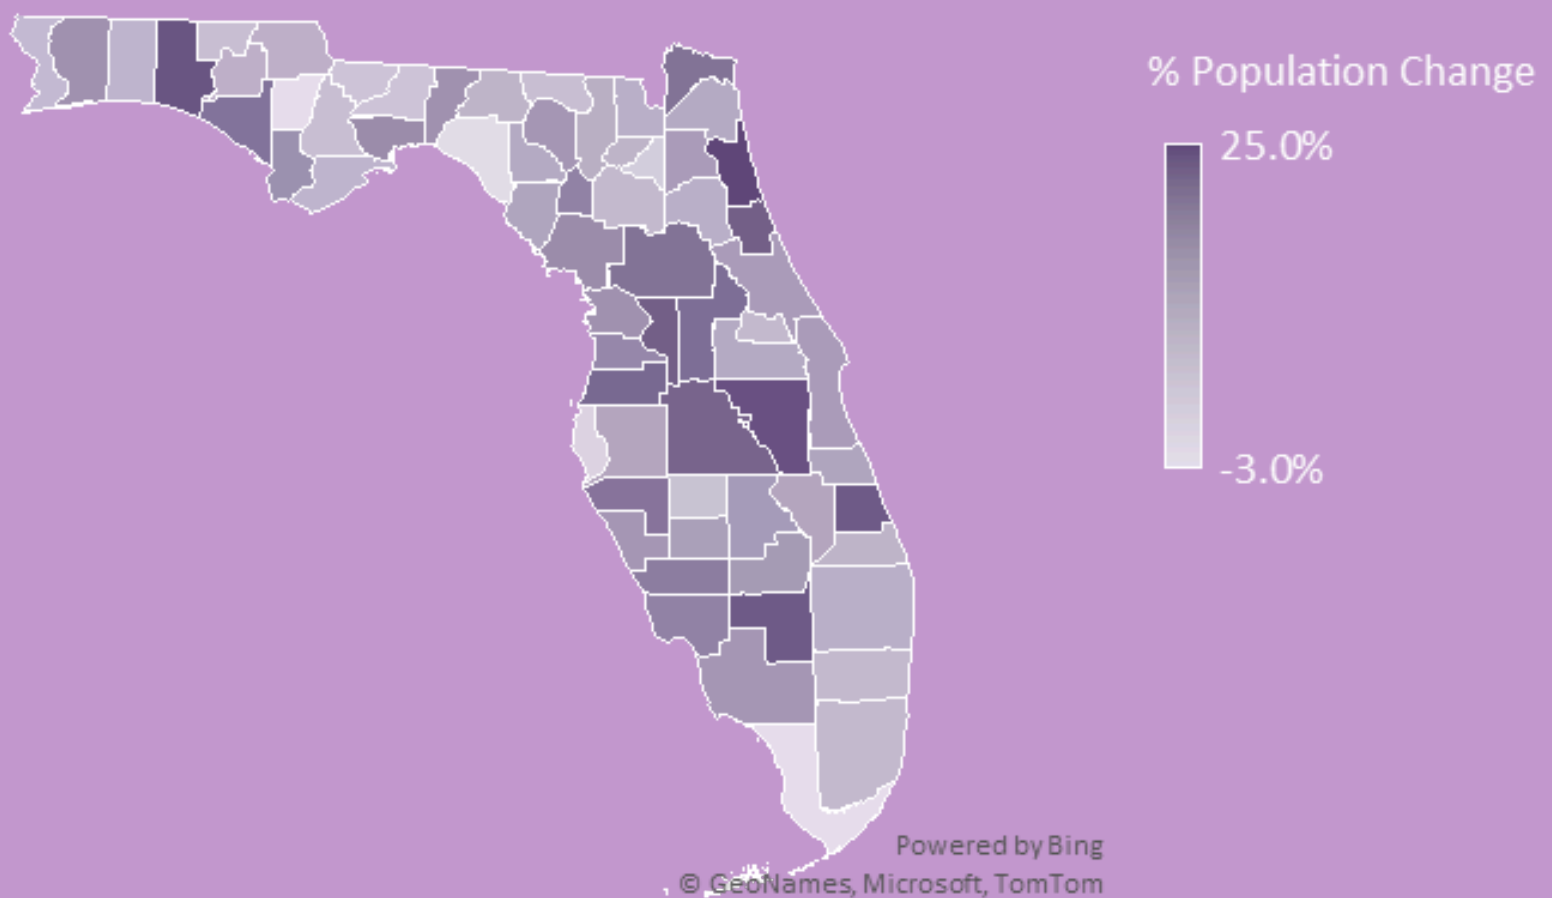 % Population Change
25.0%
-3.0%
Powered by Bing
© GeoNames, Microsoft, TomTom